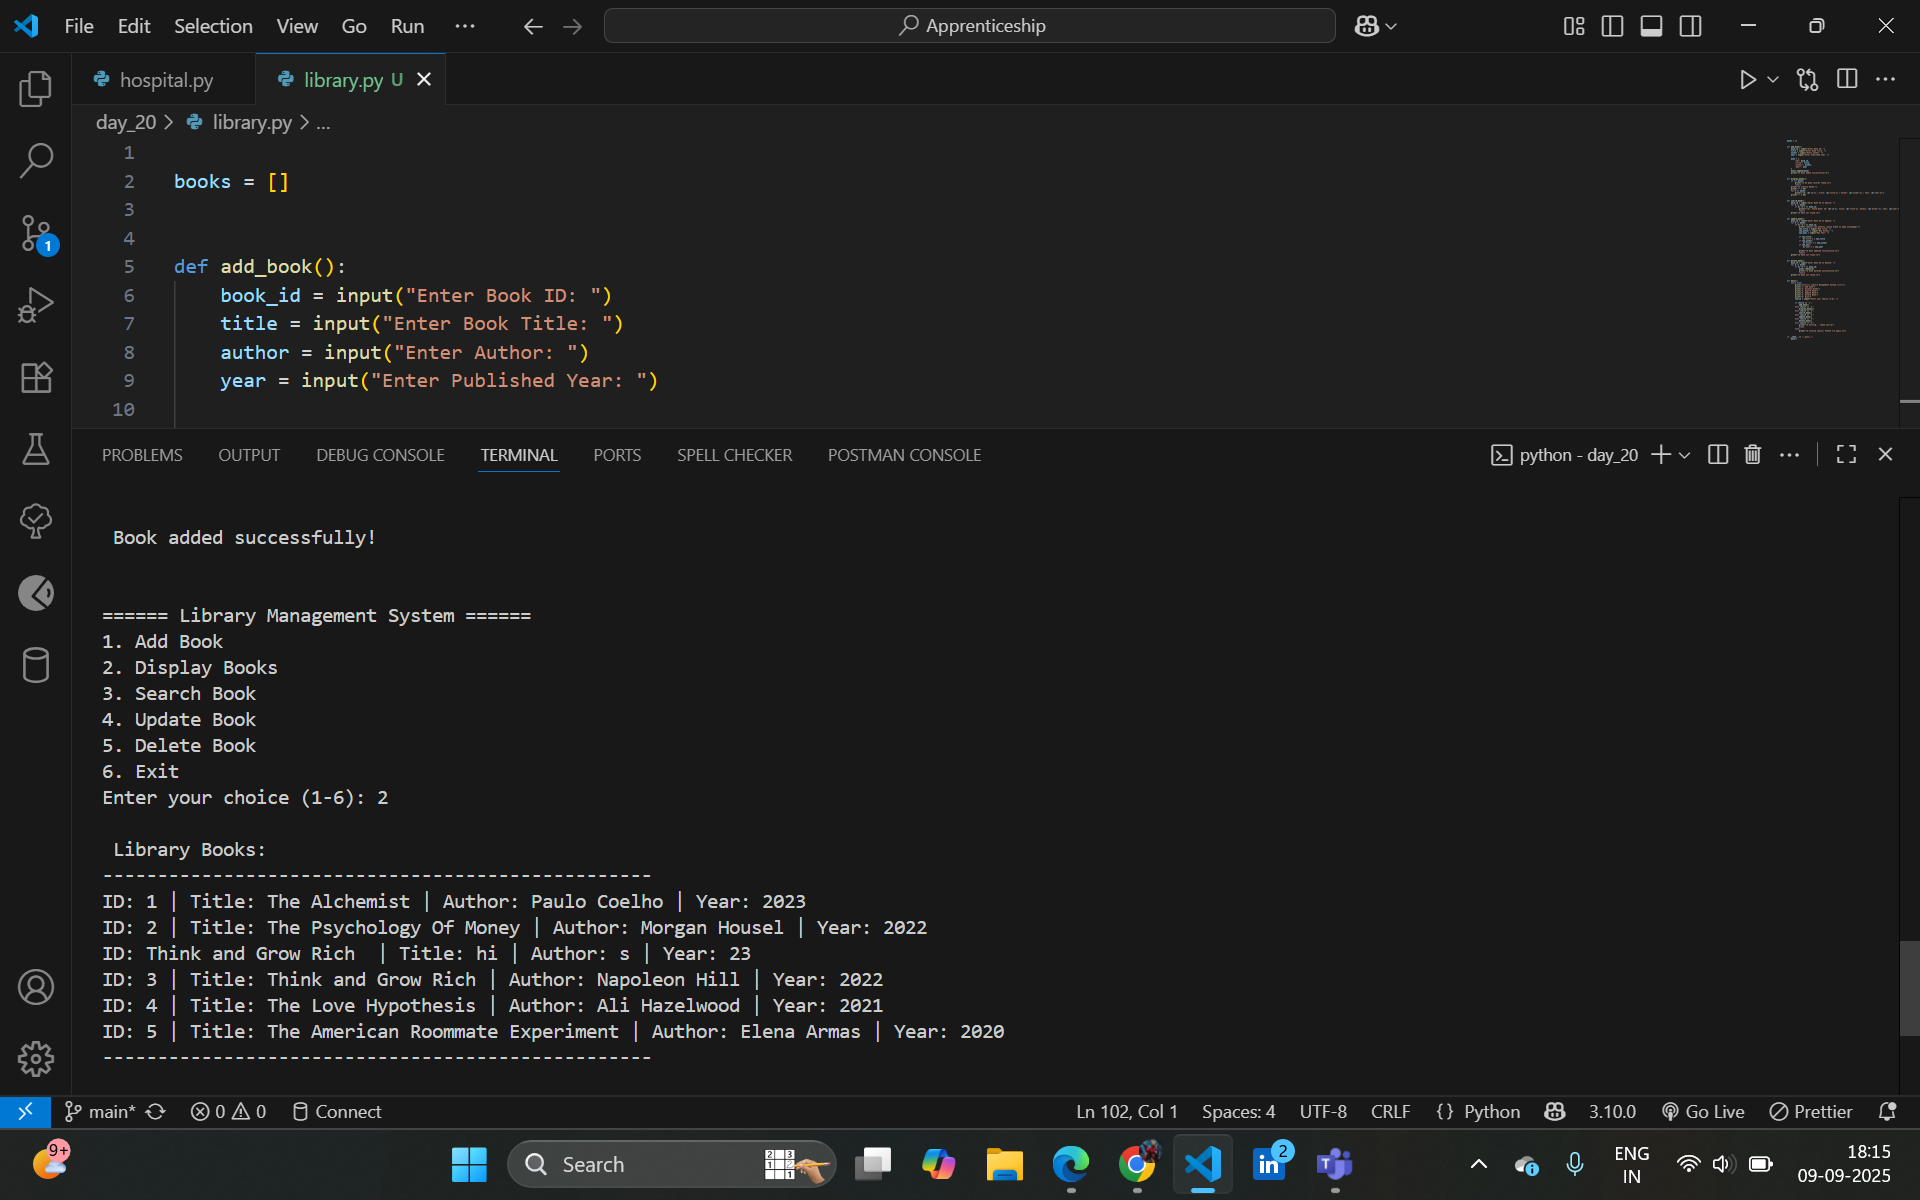 File Edit Selection View Go Run ... Apprenticeship
hospital.py library.py U
day_20 > library.py > ...
1
2 books = []
3
4
5 def add_book():
6 book_id = input("Enter Book ID: ")
7 title = input("Enter Book Title: ")
8 author = input("Enter Author: ")
9 year = input("Enter Published Year: ")
10
PROBLEMS OUTPUT DEBUG CONSOLE TERMINAL PORTS SPELL CHECKER POSTMAN CONSOLE python - day_20
Book added successfully!
====== Library Management System ======
1. Add Book
2. Display Books
3. Search Book
4. Update Book
5. Delete Book
6. Exit
Enter your choice (1-6): 2
Library Books:
--------------------------------------------------
ID: 1 | Title: The Alchemist | Author: Paulo Coelho | Year: 2023
ID: 2 | Title: The Psychology Of Money | Author: Morgan Housel | Year: 2022
ID: Think and Grow Rich  | Title: hi | Author: s | Year: 23
ID: 3 | Title: Think and Grow Rich | Author: Napoleon Hill | Year: 2022
ID: 4 | Title: The Love Hypothesis | Author: Ali Hazelwood | Year: 2021
ID: 5 | Title: The American Roommate Experiment | Author: Elena Armas | Year: 2020
--------------------------------------------------
1
main* 0 0 Connect Ln 102, Col 1 Spaces: 4 UTF-8 CRLF {} Python 3.10.0 Go Live Prettier
9+ Search 2 ENG IN 18:15
09-09-2025